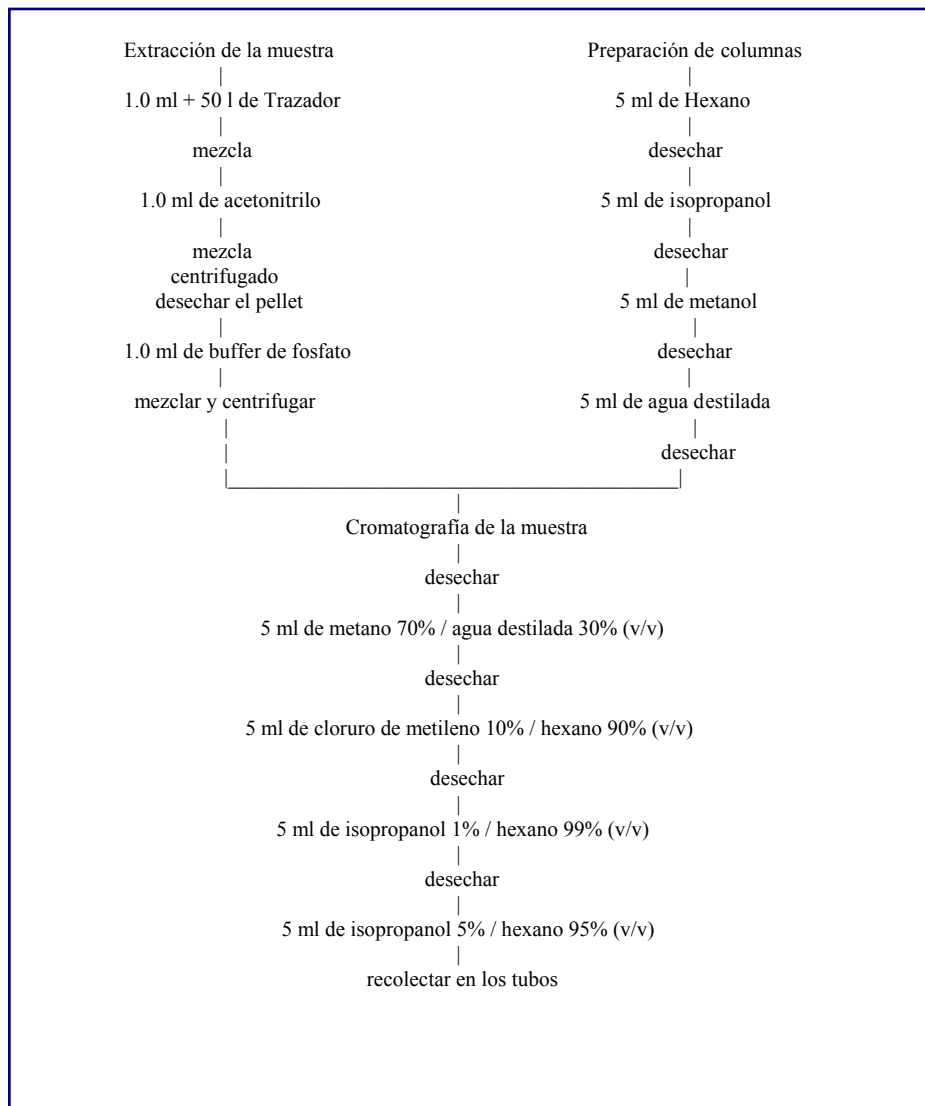 Extracción de la muestra
1.0 ml + 50 l de Trazador
mezcla
1.0 ml de acetonitrilo
mezcla
centrifugado
desechar el pellet
1.0 ml de buffer de fosfato
mezclar y centrifugar
Preparación de columnas
5 ml de Hexano
desechar
5 ml de isopropanol
desechar
5 ml de metanol
desechar
5 ml de agua destilada
desechar
Cromatografía de la muestra
desechar
5 ml de metano 70% / agua destilada 30% (v/v)
desechar
5 ml de cloruro de metileno 10% / hexano 90% (v/v)
desechar
5 ml de isopropanol 1% / hexano 99% (v/v)
desechar
5 ml de isopropanol 5% / hexano 95% (v/v)
recolectar en los tubos